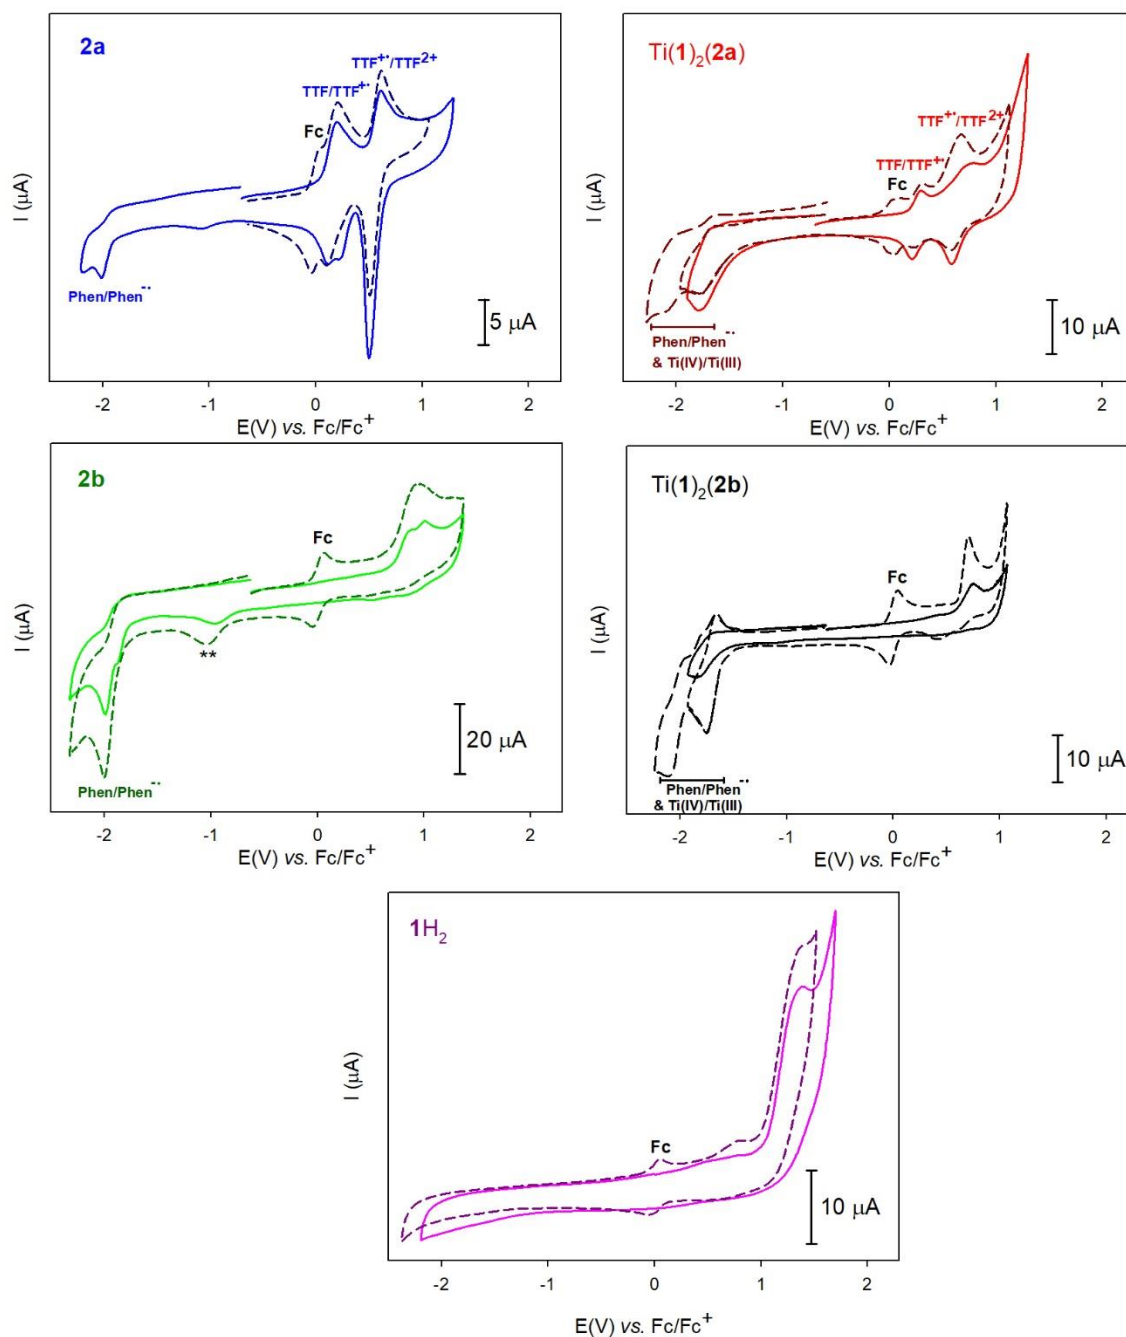 2a
TTF⁺•/TTF²⁺
TTF/TTF⁺•
Fc
I (µA)
Phen/Phen⁻•
5 µA
-2 -1 0 1 2
E(V) vs. Fc/Fc⁺
Ti(1)₂(2a)
TTF⁺•/TTF²⁺
TTF/TTF⁺•
Fc
I (µA)
Phen/Phen⁻•
& Ti(IV)/Ti(III)
10 µA
-2 -1 0 1 2
E(V) vs. Fc/Fc⁺
2b
Fc
I (µA)
**
Phen/Phen⁻•
20 µA
-2 -1 0 1 2
E(V) vs. Fc/Fc⁺
Ti(1)₂(2b)
Fc
I (µA)
Phen/Phen⁻•
& Ti(IV)/Ti(III)
10 µA
-2 -1 0 1 2
E(V) vs. Fc/Fc⁺
1H₂
Fc
I (µA)
10 µA
-2 -1 0 1 2
E(V) vs. Fc/Fc⁺